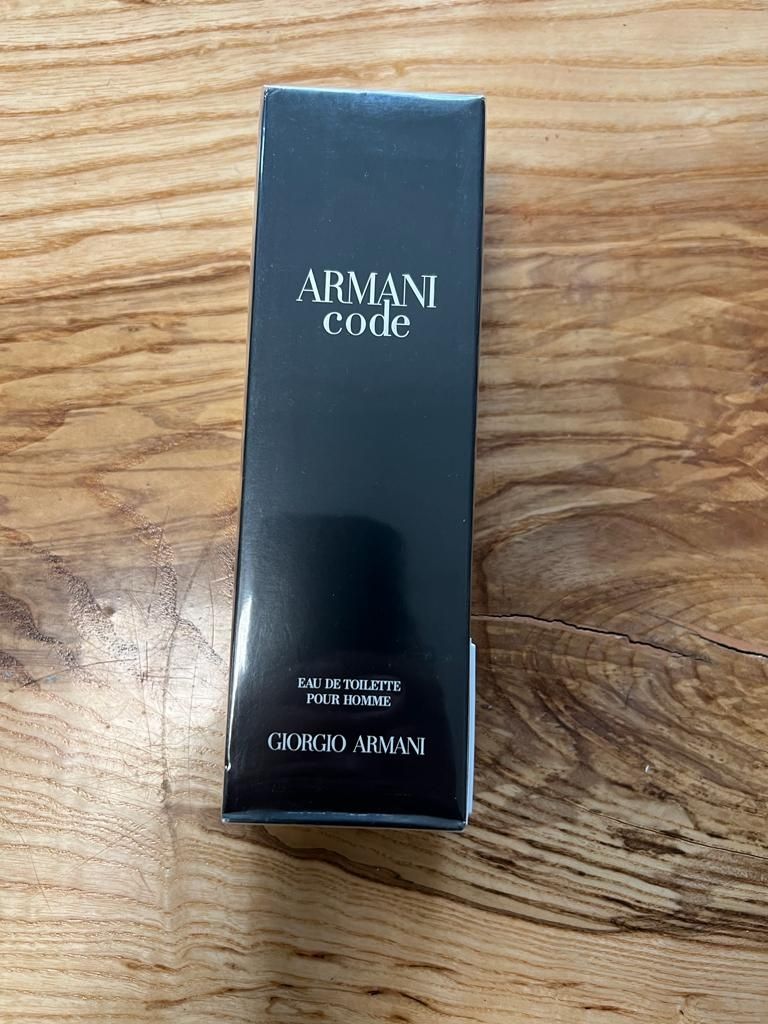 ARMANI
code
EAU DE TOILETTE
POUR HOMME
GIORGIO ARMANI